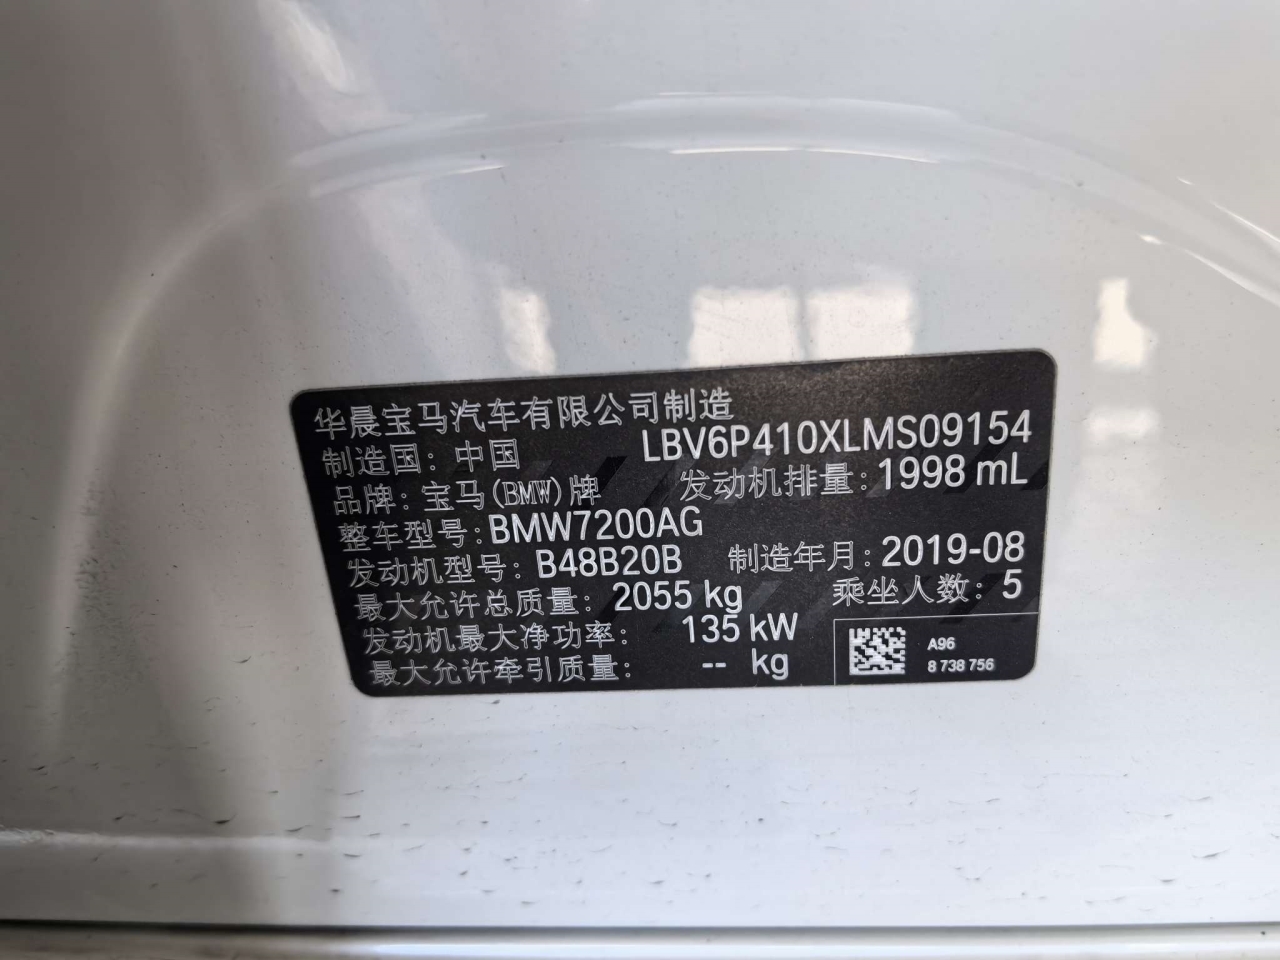 华晨宝马汽车有限公司制造
制造国：中国 LBV6P410XLMS09154
品牌：宝马(BMW)牌 发动机排量：1998 mL
整车型号：BMW7200AG
发动机型号：B48B20B 制造年月：2019-08
最大允许总质量：2055 kg 乘坐人数：5
发动机最大净功率：135 kW
最大允许牵引质量：-- kg
A96
8 738 756